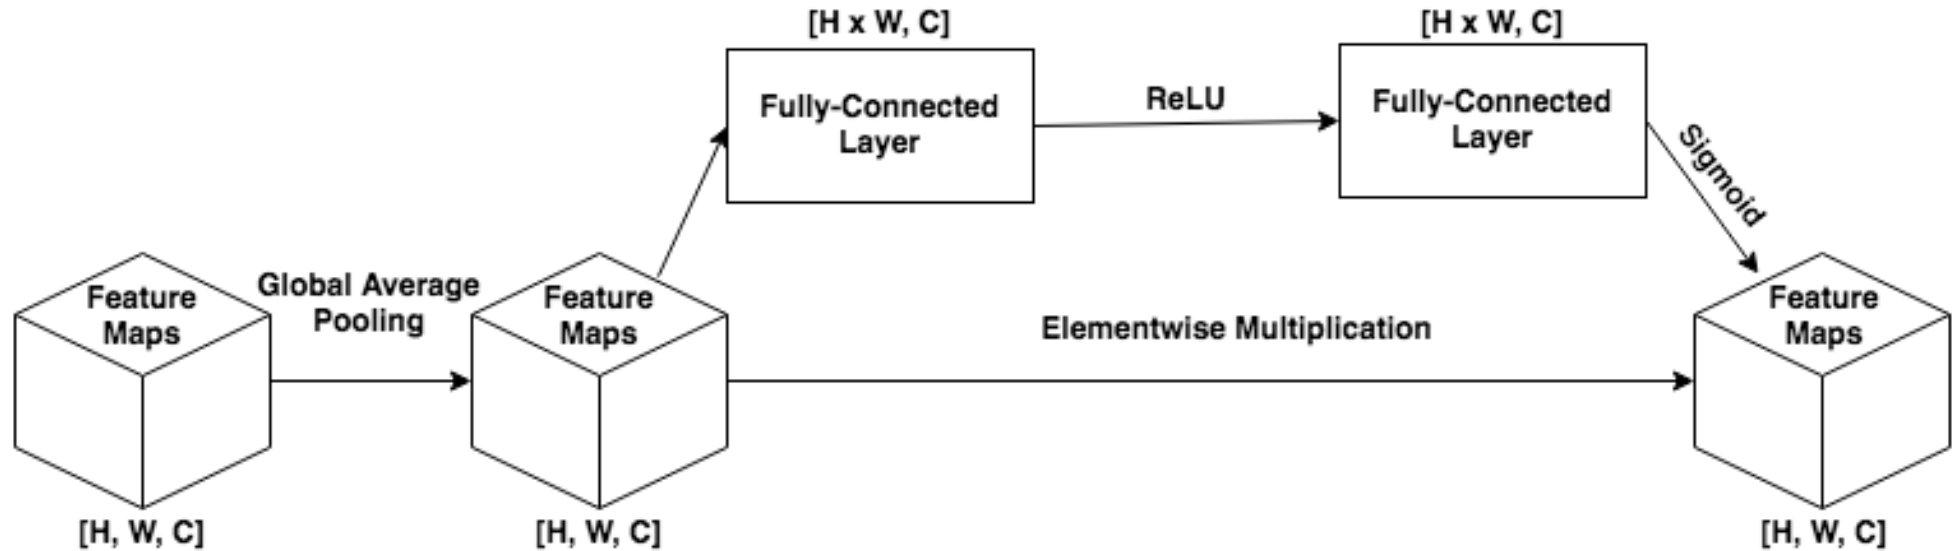 [H x W, C]
[H x W, C]
Fully-Connected
Layer
ReLU
Fully-Connected
Layer
Sigmoid
Feature
Maps
Global Average
Pooling
Feature
Maps
Elementwise Multiplication
Feature
Maps
[H, W, C]
[H, W, C]
[H, W, C]